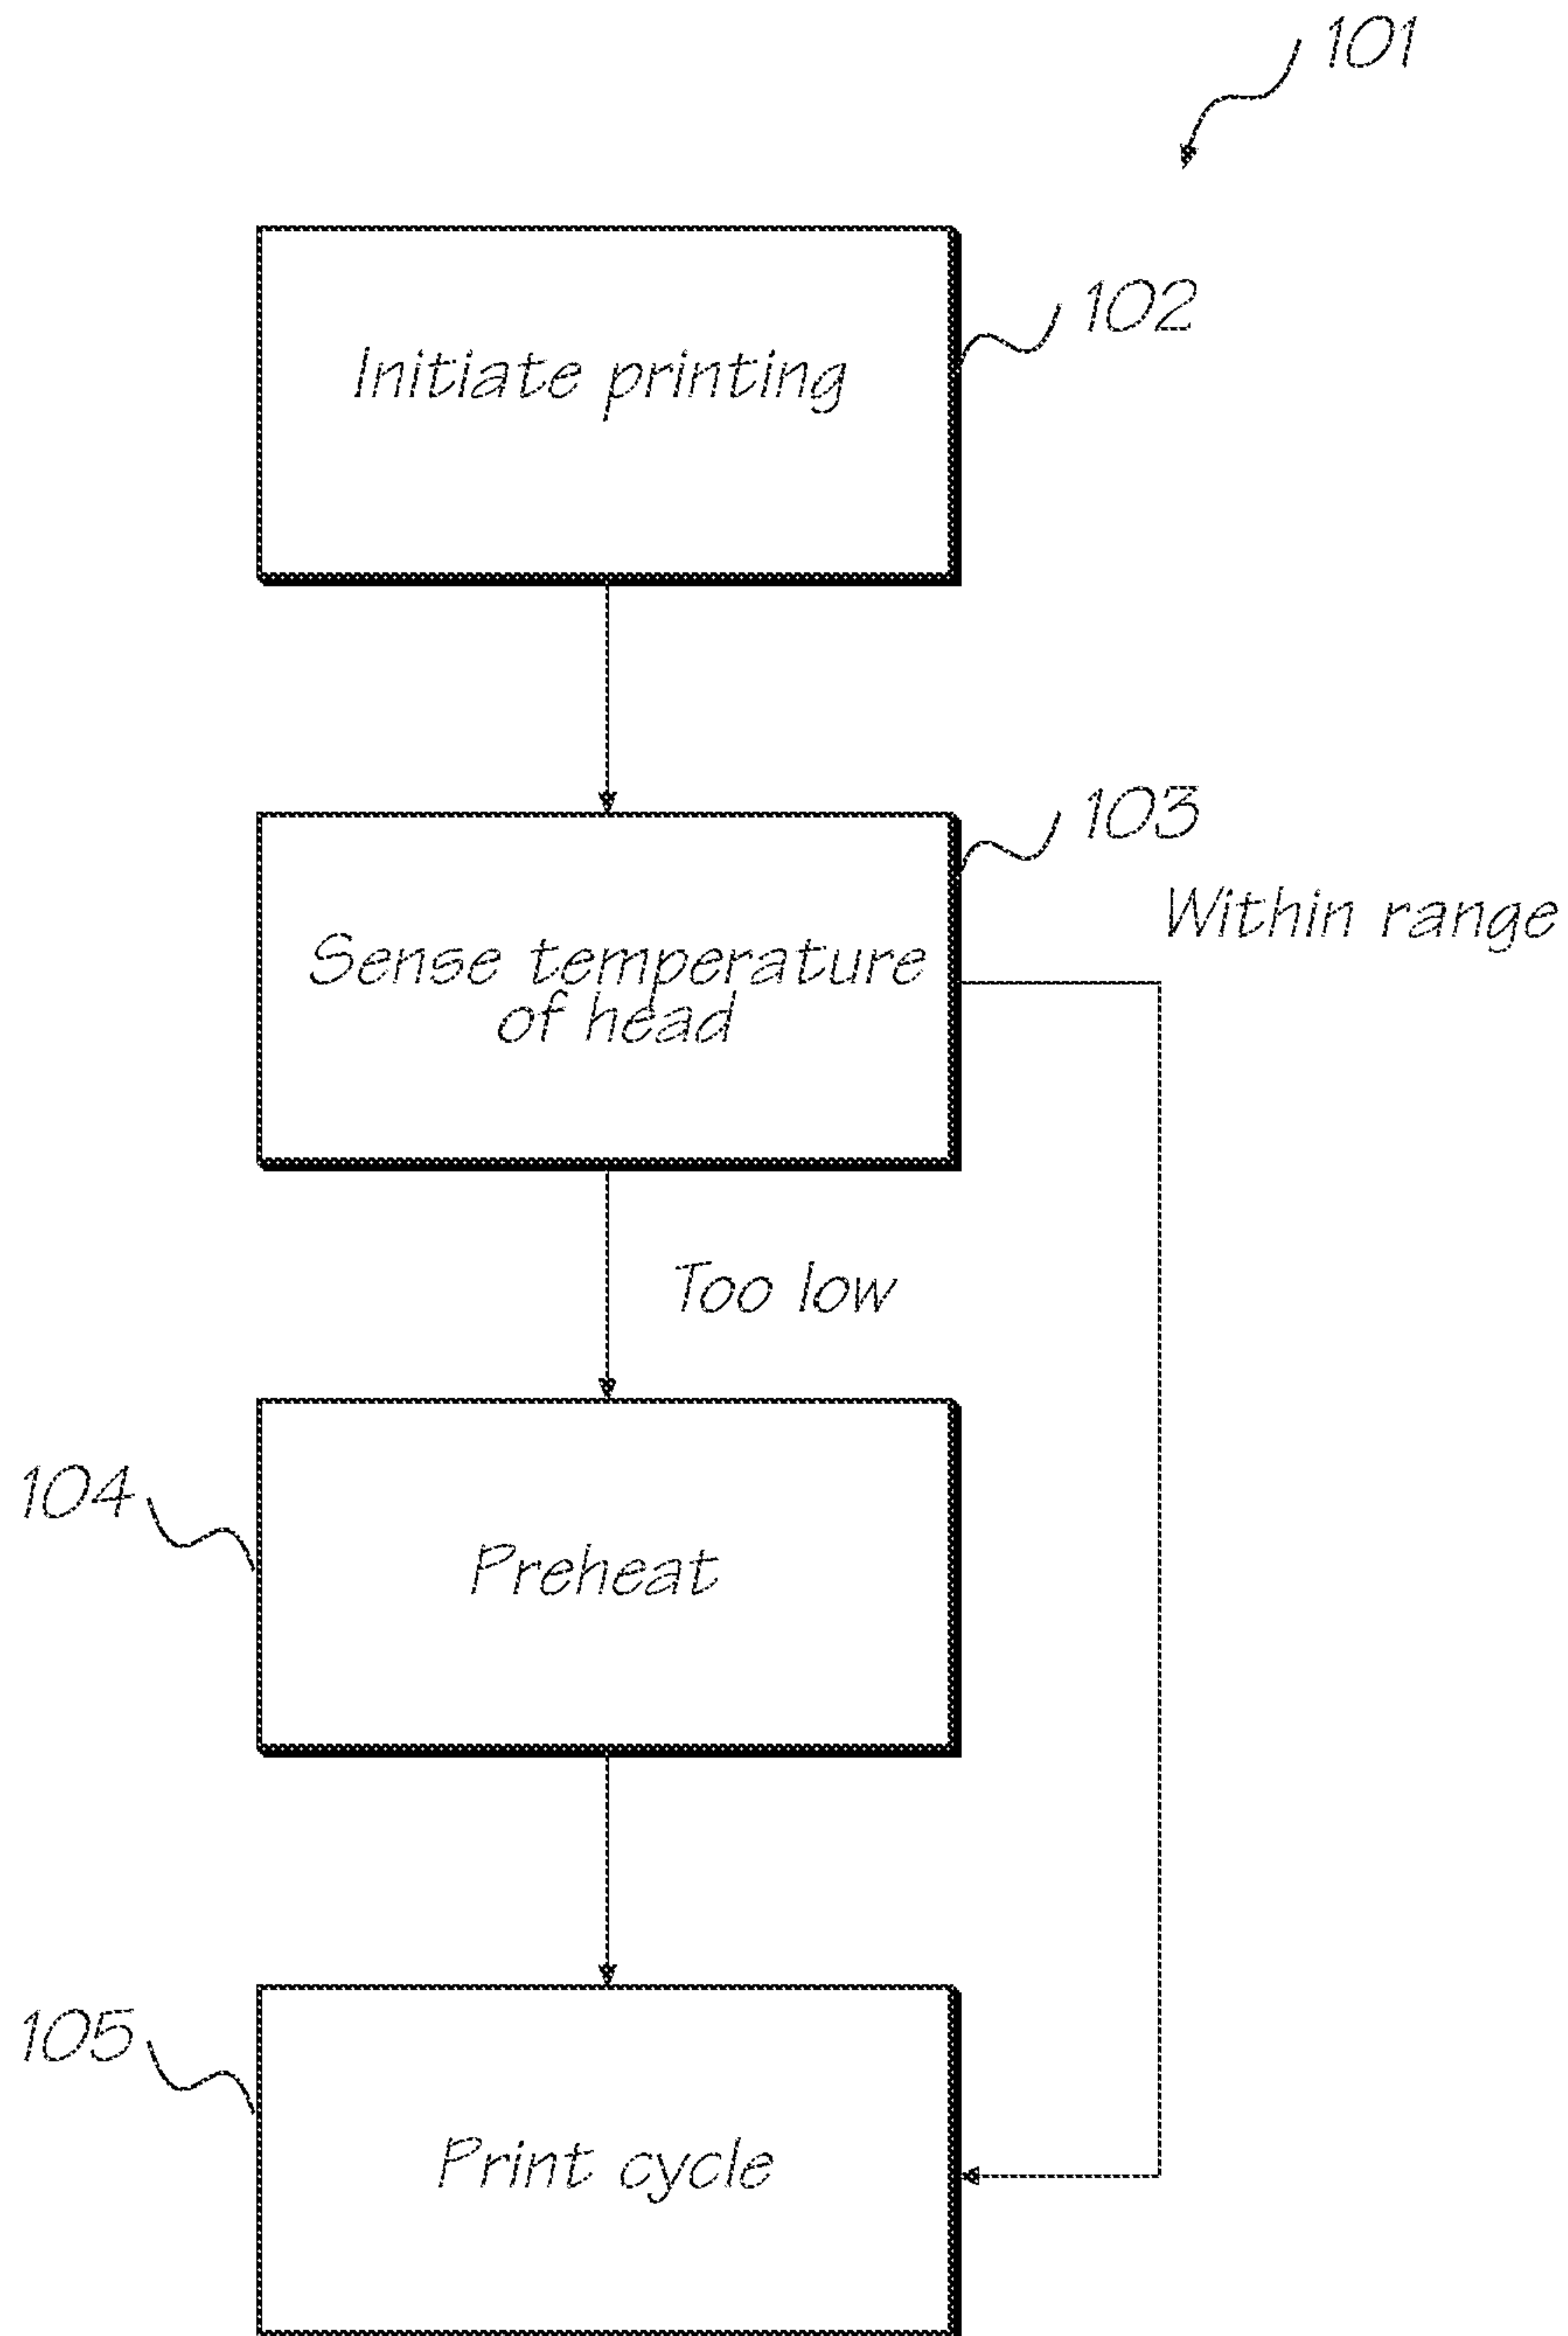 101
Initiate printing
102
103
Within range
Sense temperature
of head
Too low
104
Preheat
105
Print cycle